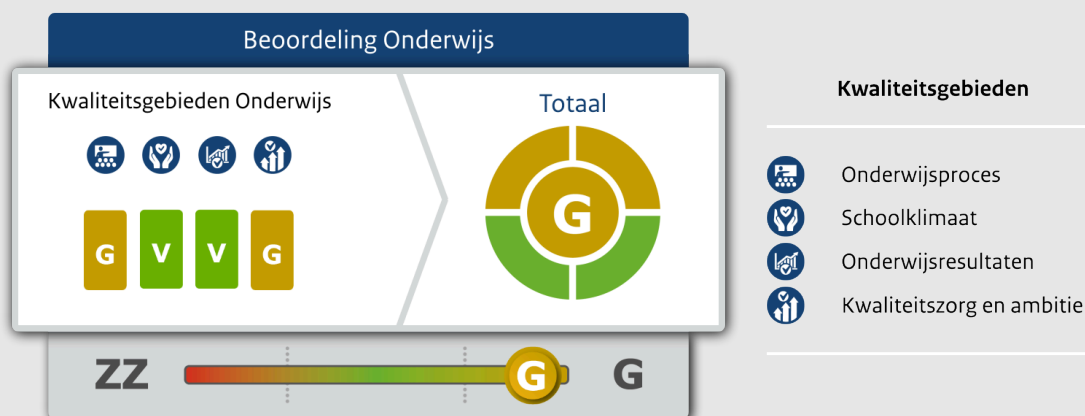 Beoordeling Onderwijs
Kwaliteitsgebieden Onderwijs
Totaal
G V V G
G
ZZ G G
Kwaliteitsgebieden
Onderwijsproces
Schoolklimaat
Onderwijsresultaten
Kwaliteitszorg en ambitie